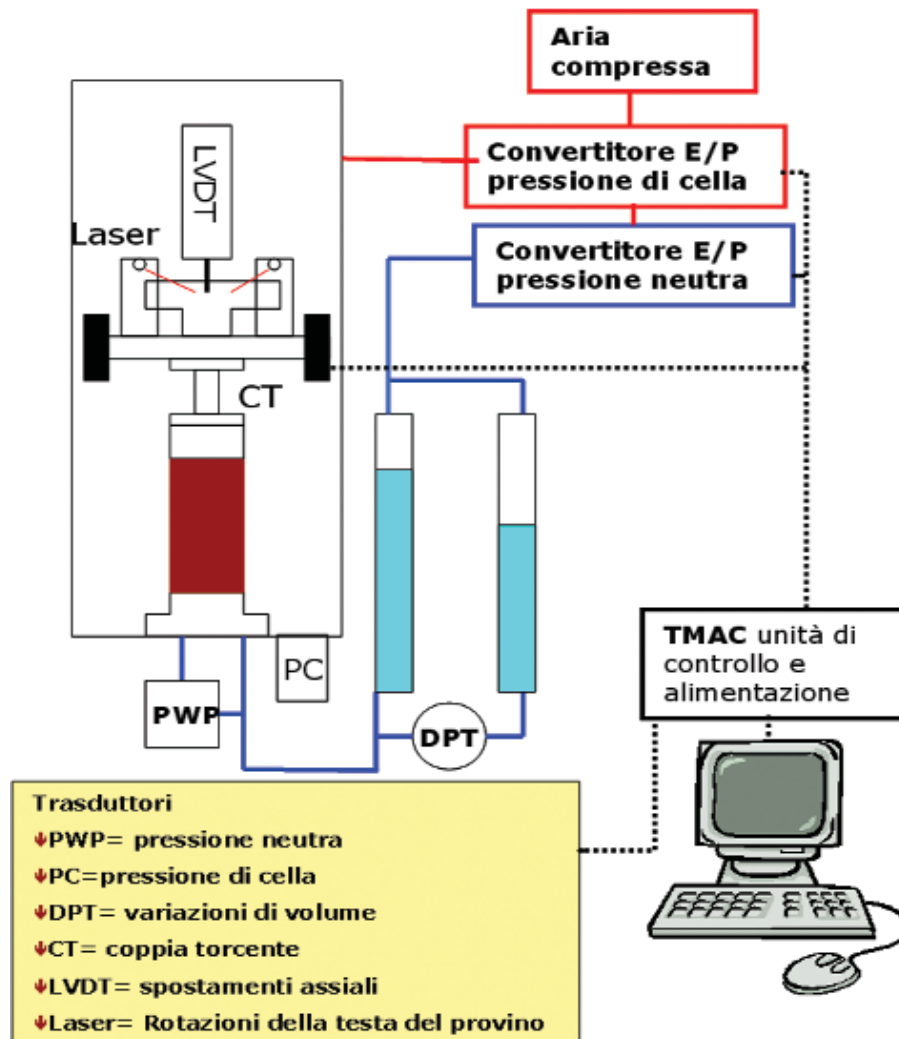 Aria
compressa
Convertitore E/P
pressione di cella
Convertitore E/P
pressione neutra
LVDT
Laser
CT
PC
PWP
DPT
TMAC unità di
controllo e
alimentazione
Trasduttori
PWP= pressione neutra
PC=pressione di cella
DPT= variazioni di volume
CT= coppia torcente
LVDT= spostamenti assiali
Laser= Rotazioni della testa del provino